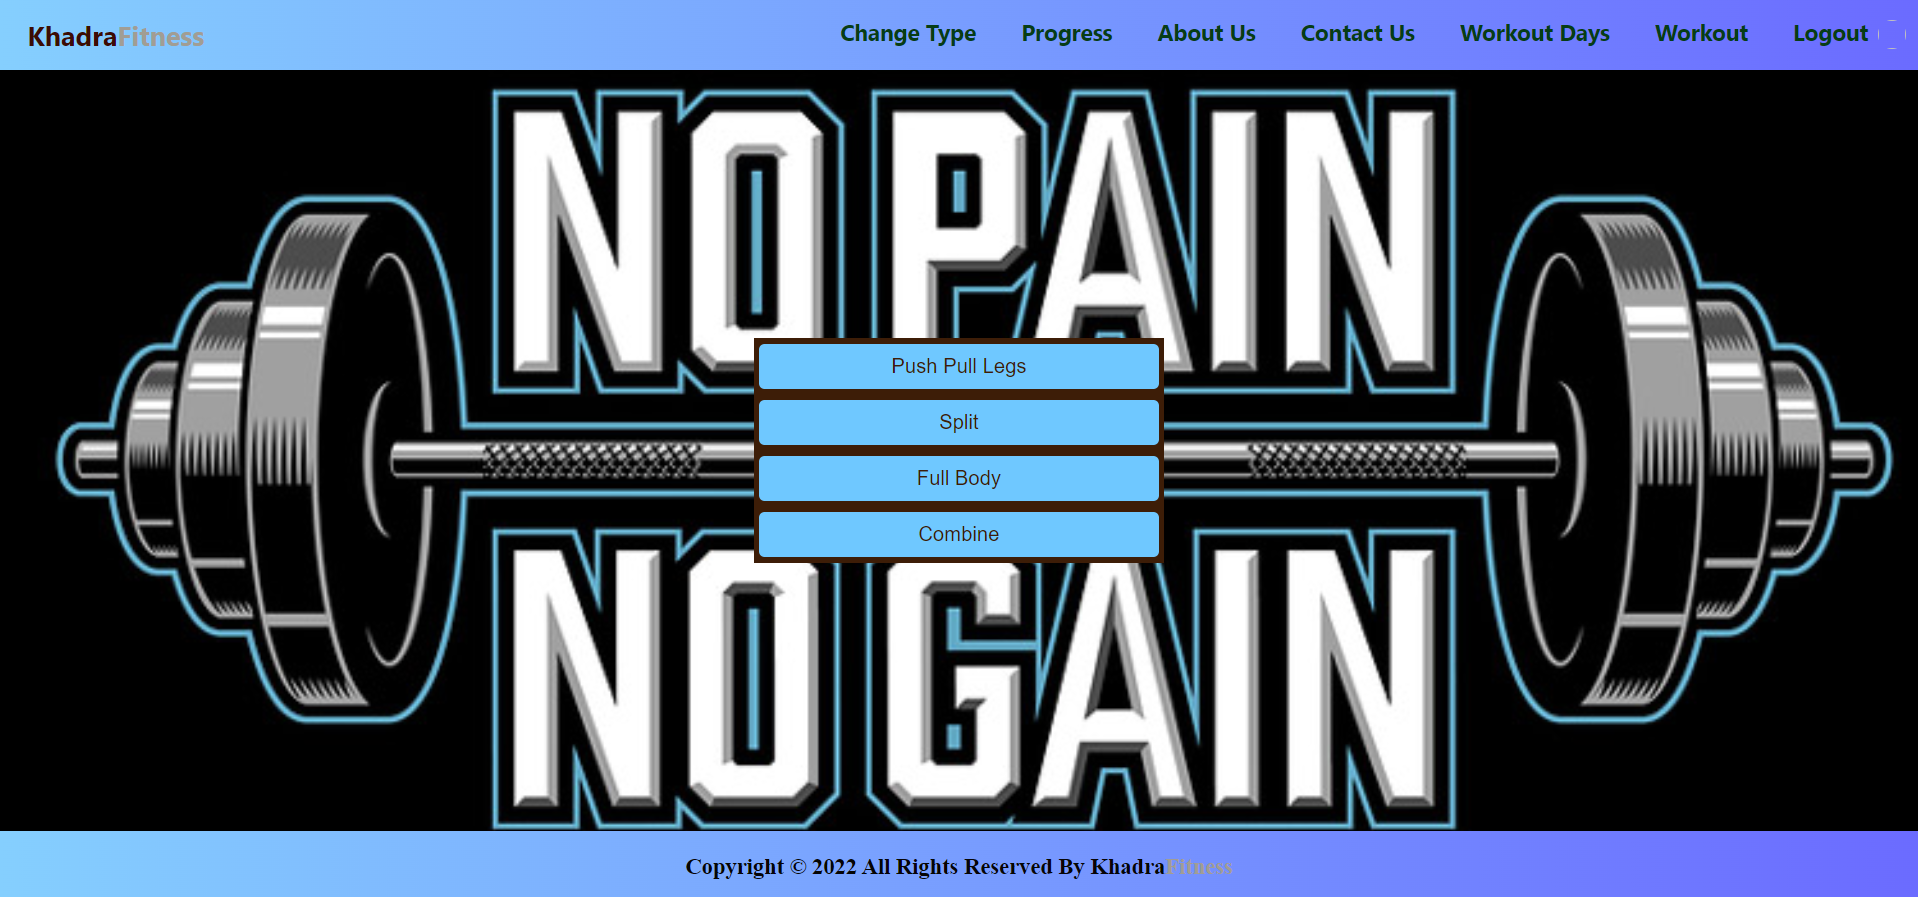 KhadraFitness
Change Type Progress About Us Contact Us Workout Days Workout Logout
NO PAIN
Push Pull Legs
Split
Full Body
Combine
NO GAIN
Copyright © 2022 All Rights Reserved By KhadraFitness